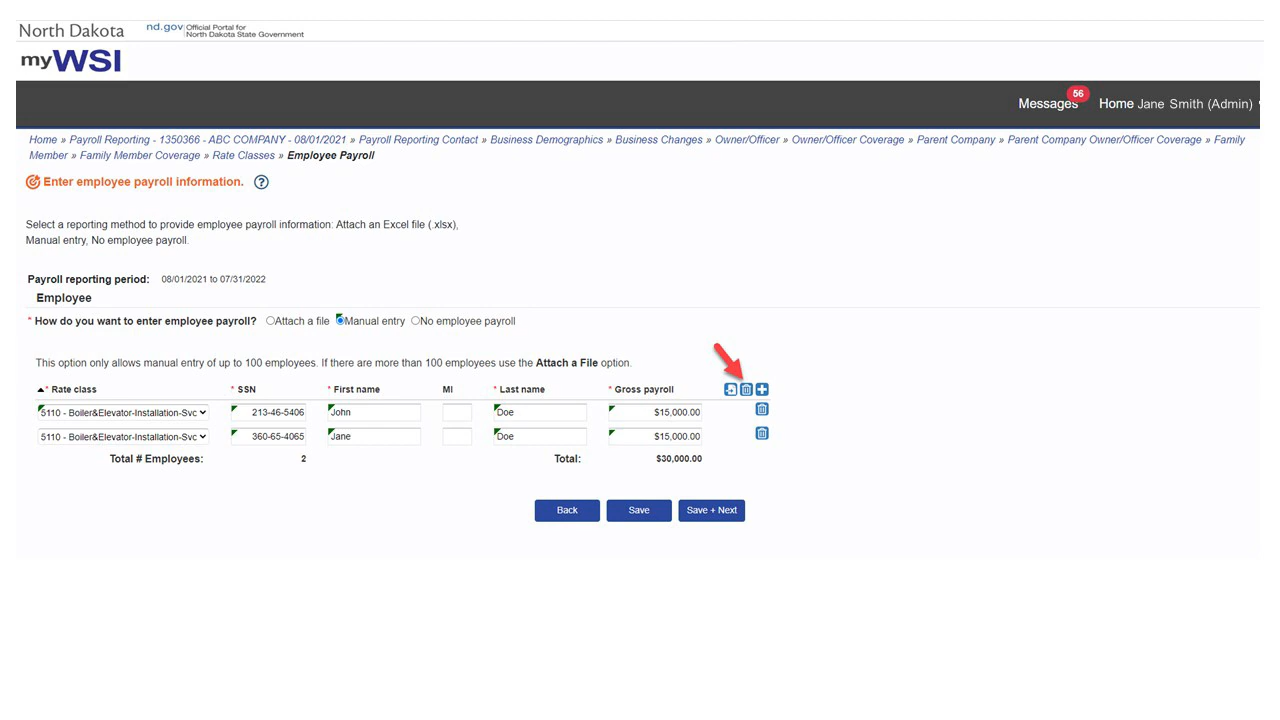 North Dakota nd.gov Official Portal for
North Dakota State Government
myWSI
Messages 56 Home Jane Smith (Admin)
Home » Payroll Reporting - 1350366 - ABC COMPANY - 08/01/2021 » Payroll Reporting Contact » Business Demographics » Business Changes » Owner/Officer » Owner/Officer Coverage » Parent Company » Parent Company Owner/Officer Coverage » Family
Member » Family Member Coverage » Rate Classes » Employee Payroll
Enter employee payroll information. ?
Select a reporting method to provide employee payroll information: Attach an Excel file (.xlsx),
Manual entry, No employee payroll.
Payroll reporting period: 08/01/2021 to 07/31/2022
Employee
* How do you want to enter employee payroll? Attach a file Manual entry No employee payroll
This option only allows manual entry of up to 100 employees. If there are more than 100 employees use the Attach a File option.
* Rate class * SSN * First name MI * Last name * Gross payroll
5110 - Boiler&Elevator-Installation-Svc 213-46-5406 John Doe $15,000.00
5110 - Boiler&Elevator-Installation-Svc 360-65-4065 Jane Doe $15,000.00
Total # Employees: 2 Total: $30,000.00
Back Save Save + Next